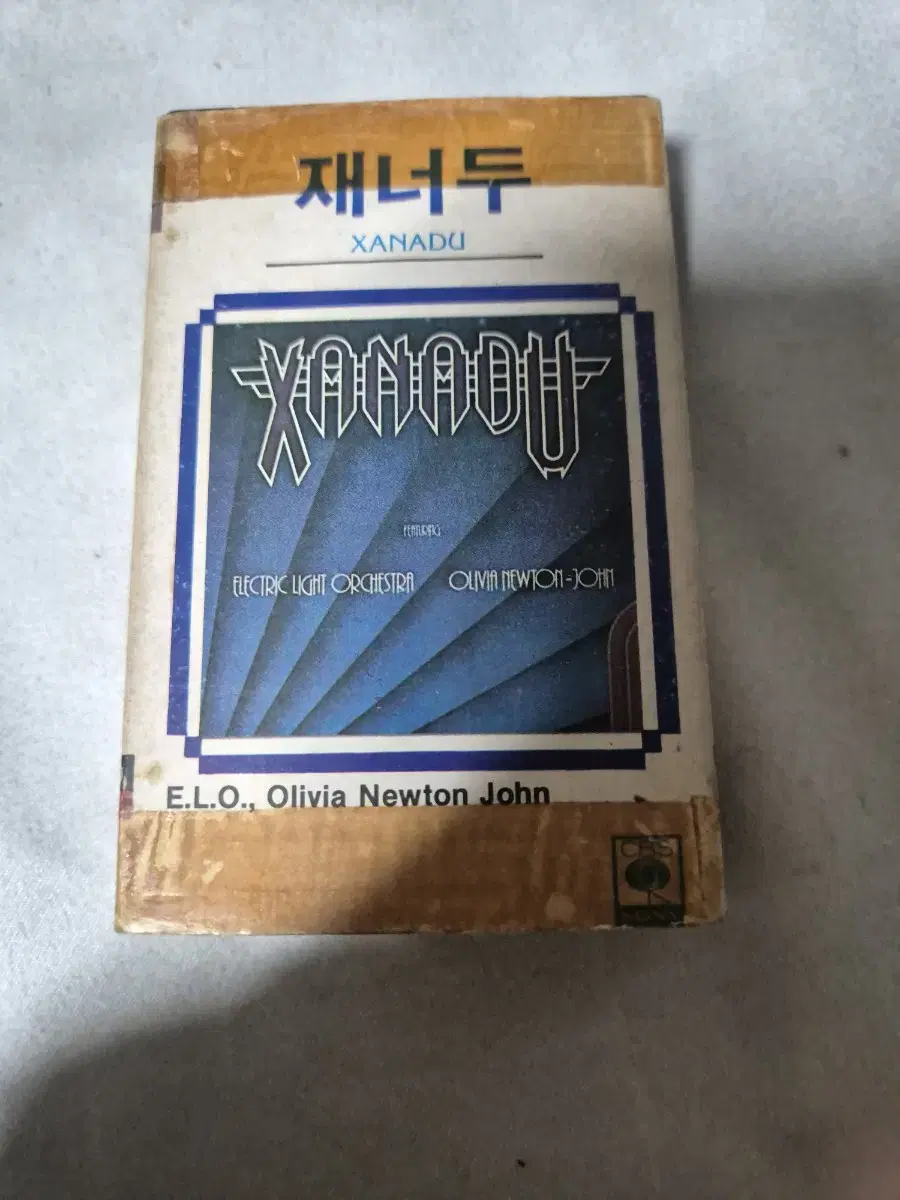 재너두
XANADU
XANADU
FEATURING
ELECTRIC LIGHT ORCHESTRA OLIVIA NEWTON-JOHN
E.L.O., Olivia Newton John
CBS
SONY